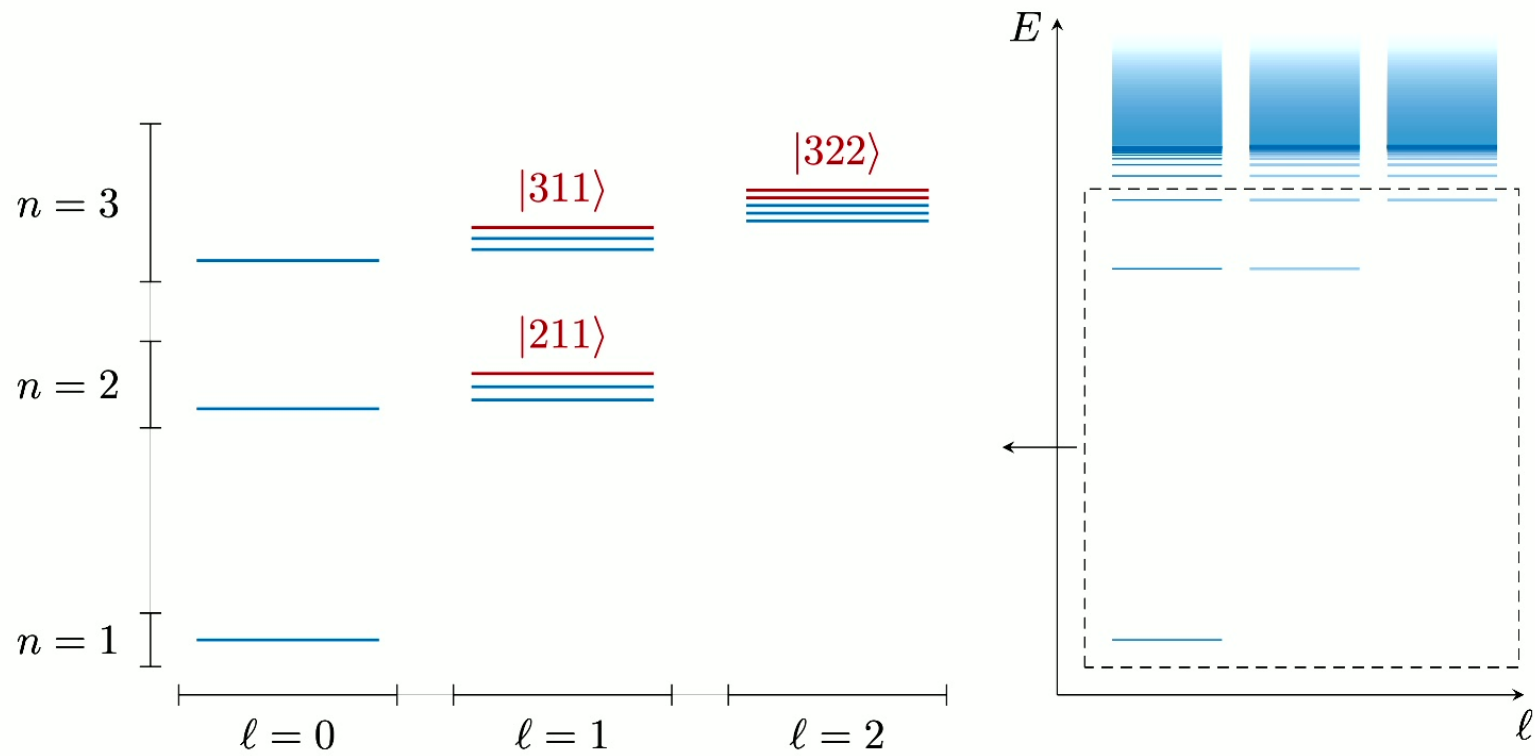 E
|322⟩
|311⟩
n = 3
|211⟩
n = 2
n = 1
ℓ = 0
ℓ = 1
ℓ = 2
ℓ